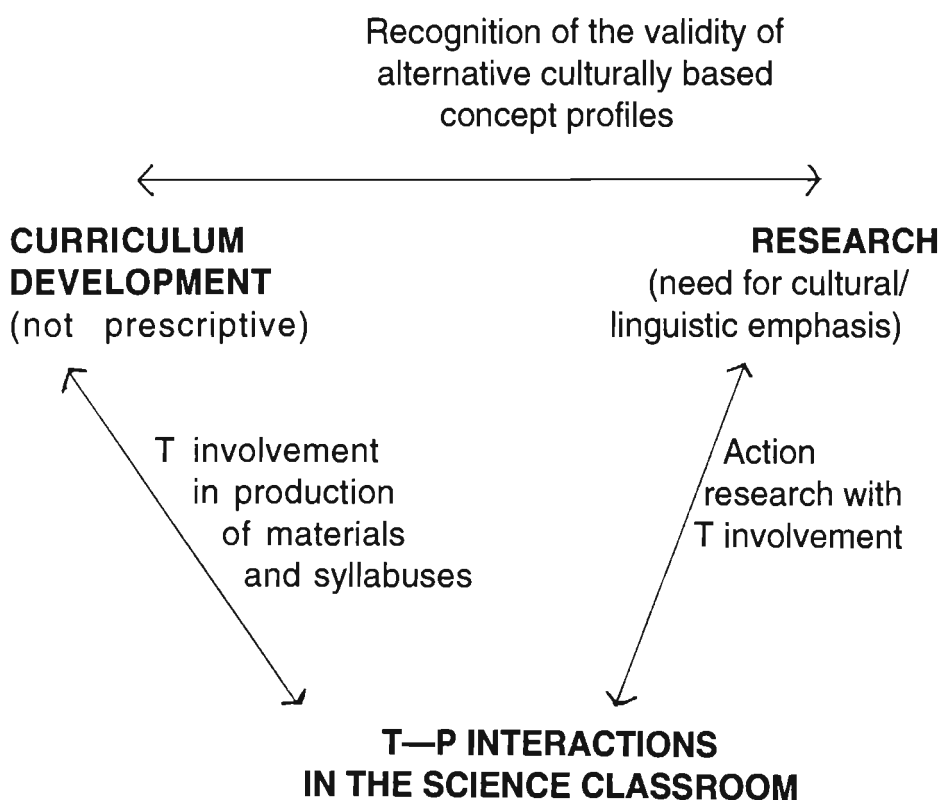 Recognition of the validity of
alternative culturally based
concept profiles
CURRICULUM
DEVELOPMENT
(not prescriptive)
RESEARCH
(need for cultural/
linguistic emphasis)
T involvement
in production
of materials
and syllabuses
Action
research with
T involvement
T—P INTERACTIONS
IN THE SCIENCE CLASSROOM